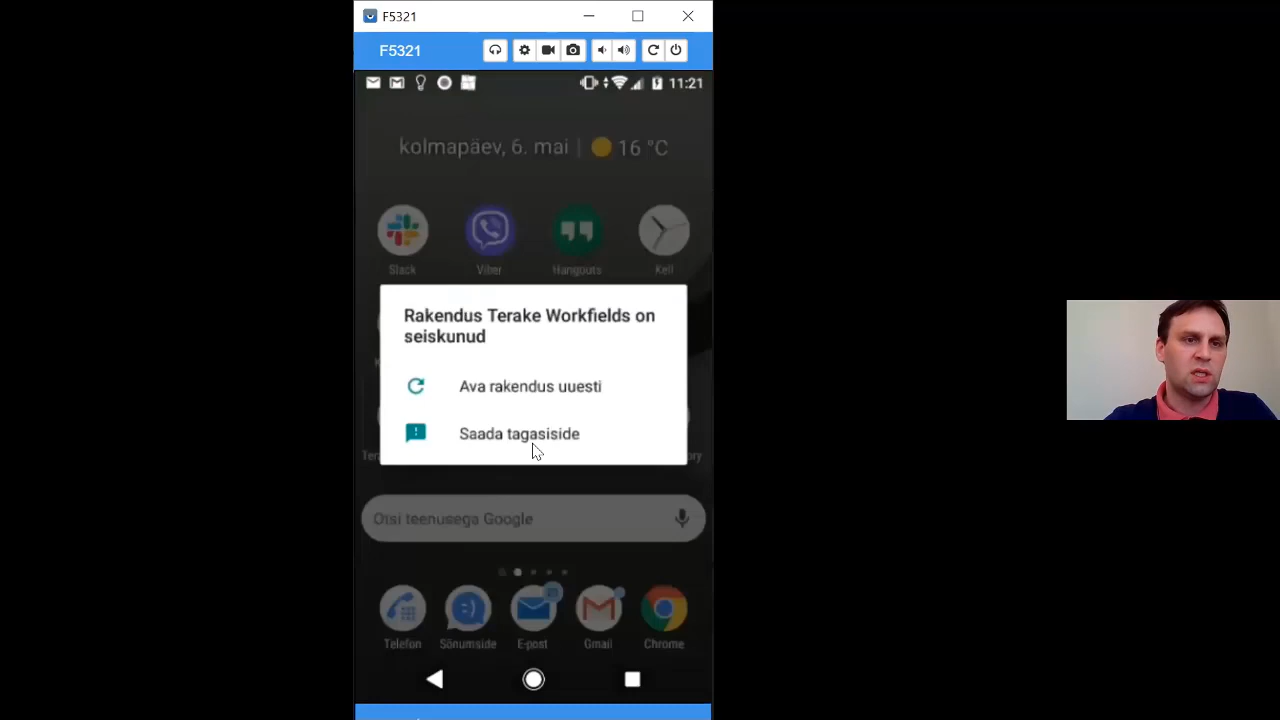 F5321
F5321
11:21
kolmapäev, 6. mai | 16 °C
Slack Viber Hangouts Kell
Rakendus Terake Workfields on
seiskunud
Ava rakendus uuesti
Saada tagasiside
Otsi teenusega Google
Telefon Sõnumside E-post Gmail Chrome